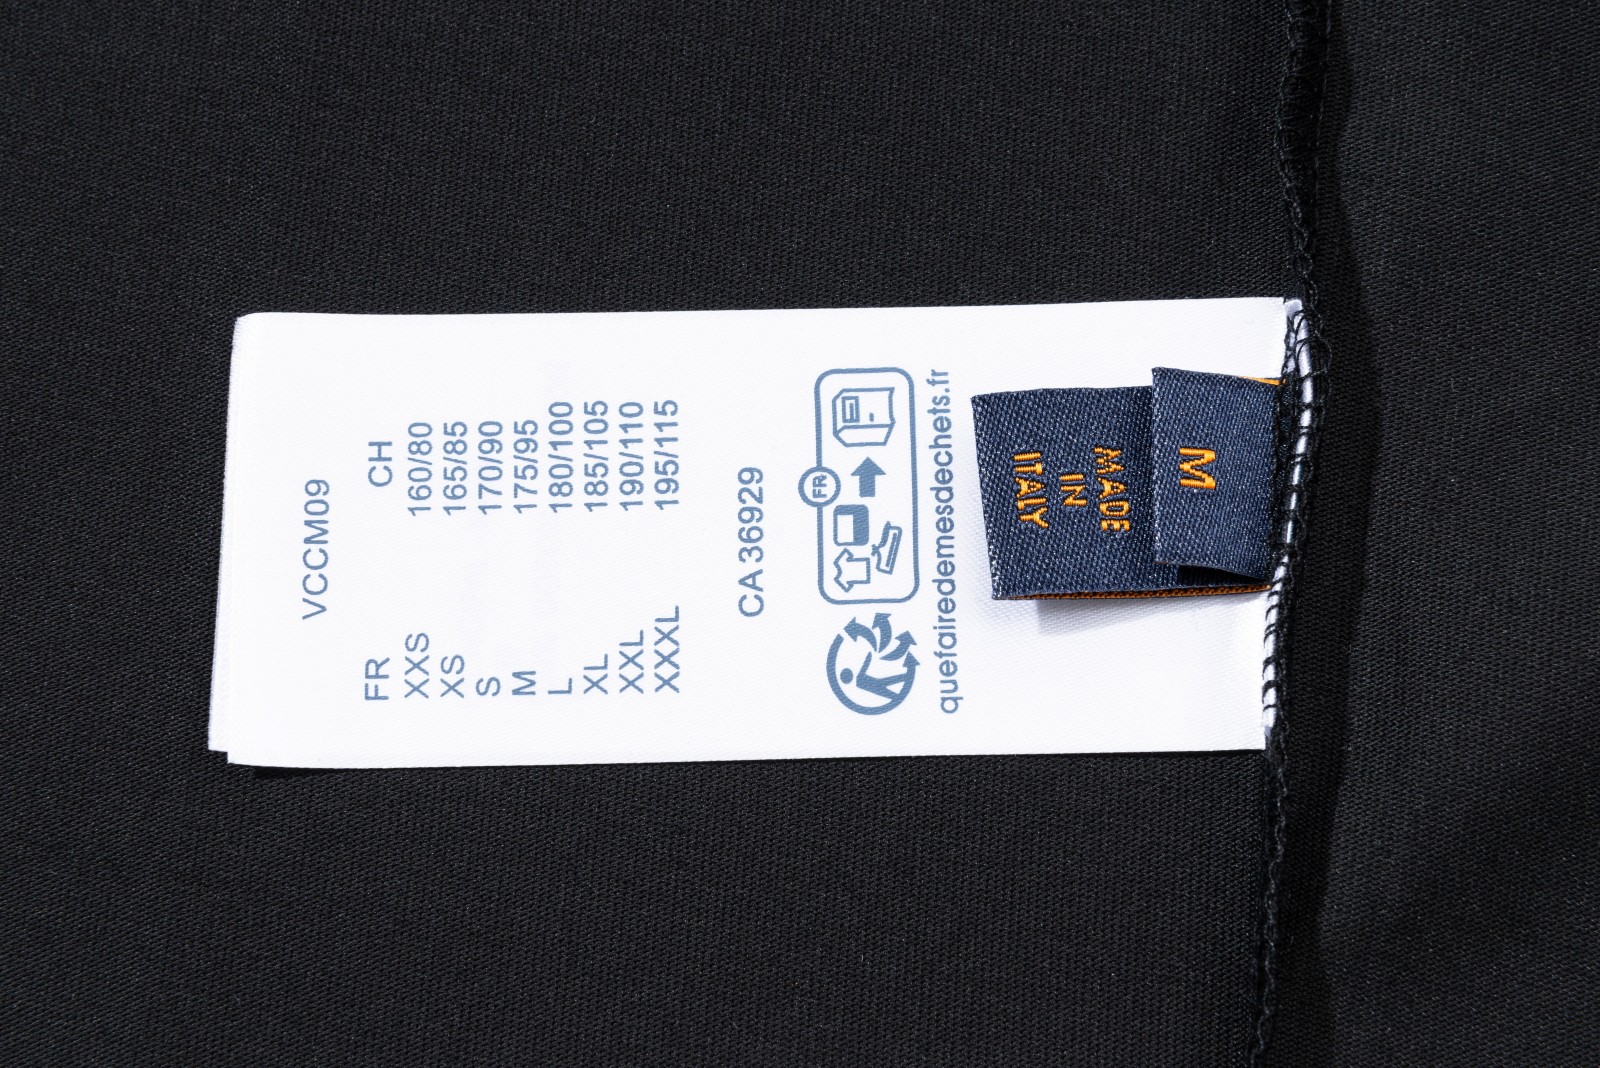 VCCM09
FR CH
XXS 160/80
XS 165/85
S 170/90
M 175/95
L 180/100
XL 185/105
XXL 190/110
XXXL 195/115
CA 36929
FR
quefairedemesdechets.fr
MADE
IN
ITALY
M